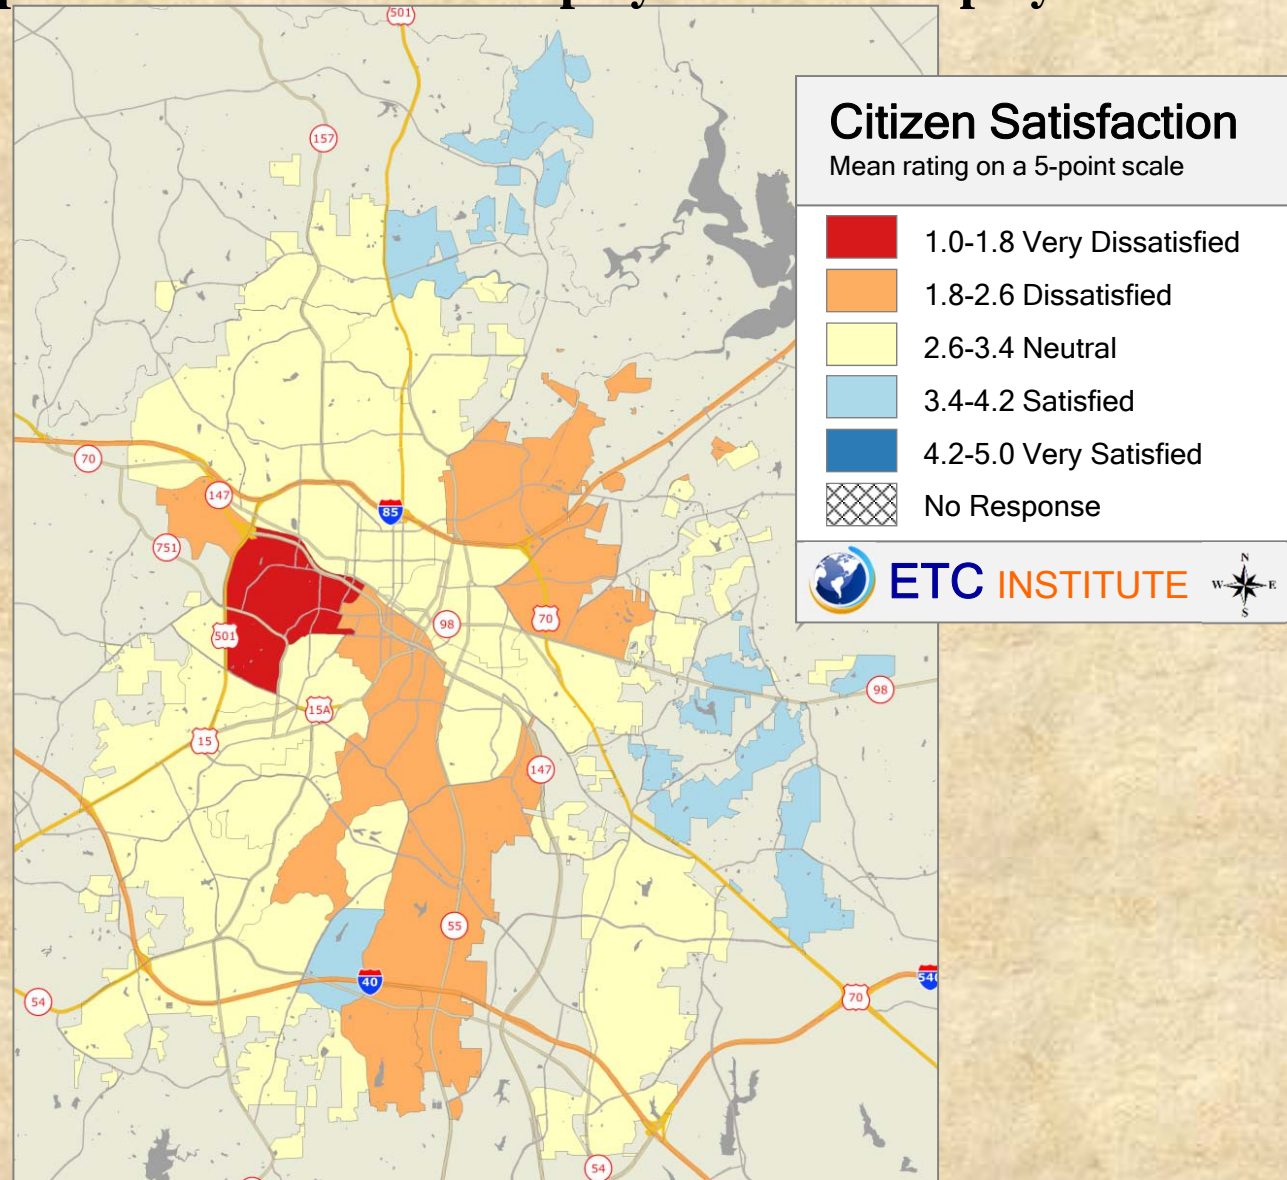 501
157
Citizen Satisfaction
Mean rating on a 5-point scale
1.0-1.8 Very Dissatisfied
1.8-2.6 Dissatisfied
2.6-3.4 Neutral
3.4-4.2 Satisfied
4.2-5.0 Very Satisfied
No Response
ETC INSTITUTE
N
W
E
S
70
147
85
751
98
70
501
98
15A
15
147
55
40
540
70
54
54